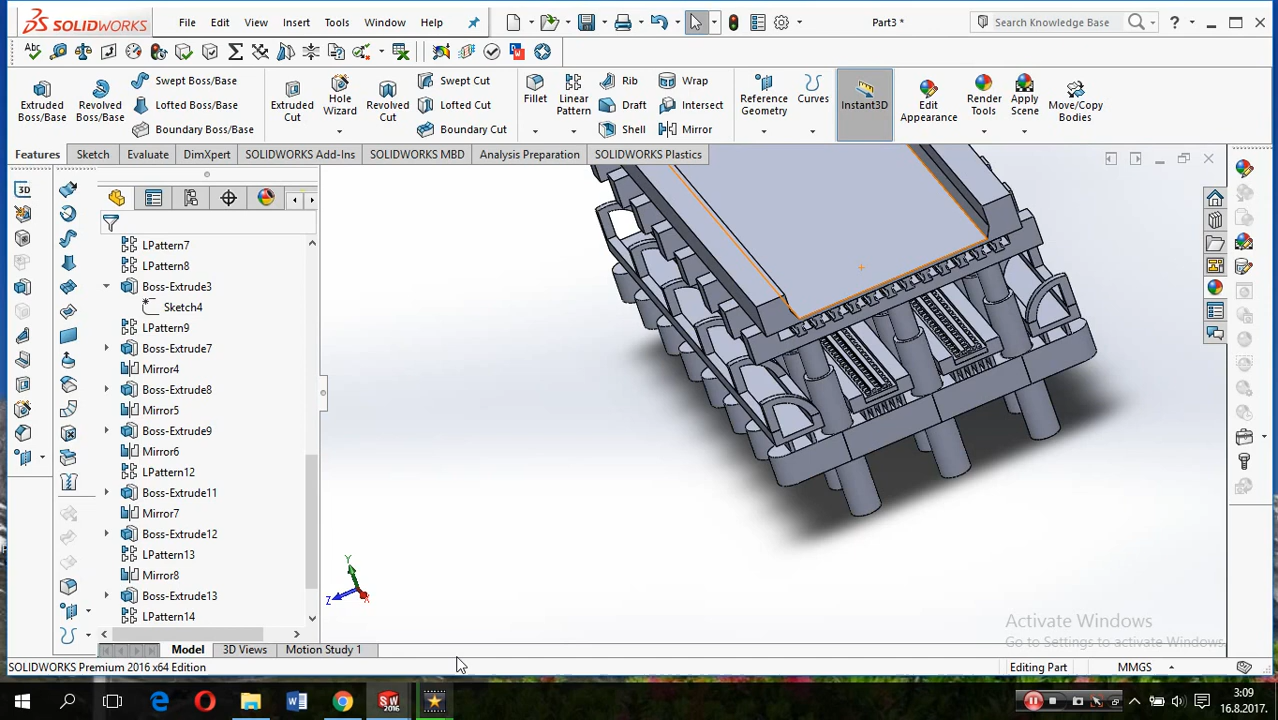 SOLIDWORKS File Edit View Insert Tools Window Help Part3 * Search Knowledge Base ?
Abc
Extruded Boss/Base
Revolved Boss/Base
Swept Boss/Base
Lofted Boss/Base
Boundary Boss/Base
Extruded Cut
Hole Wizard
Revolved Cut
Swept Cut
Lofted Cut
Boundary Cut
Fillet
Linear Pattern
Rib
Draft
Shell
Wrap
Intersect
Mirror
Reference Geometry
Curves
Instant3D
Edit Appearance
Render Tools
Apply Scene
Move/Copy Bodies
Features Sketch Evaluate DimXpert SOLIDWORKS Add-Ins SOLIDWORKS MBD Analysis Preparation SOLIDWORKS Plastics
3D
LPattern7
LPattern8
Boss-Extrude3
Sketch4
LPattern9
Boss-Extrude7
Mirror4
Boss-Extrude8
Mirror5
Boss-Extrude9
Mirror6
LPattern12
Boss-Extrude11
Mirror7
Boss-Extrude12
LPattern13
Mirror8
Boss-Extrude13
LPattern14
Y
Z
X
Activate Windows
Go to Settings to activate Windows.
Model 3D Views Motion Study 1
SOLIDWORKS Premium 2016 x64 Edition Editing Part MMGS
SW 2016
3:09
16.8.2017.